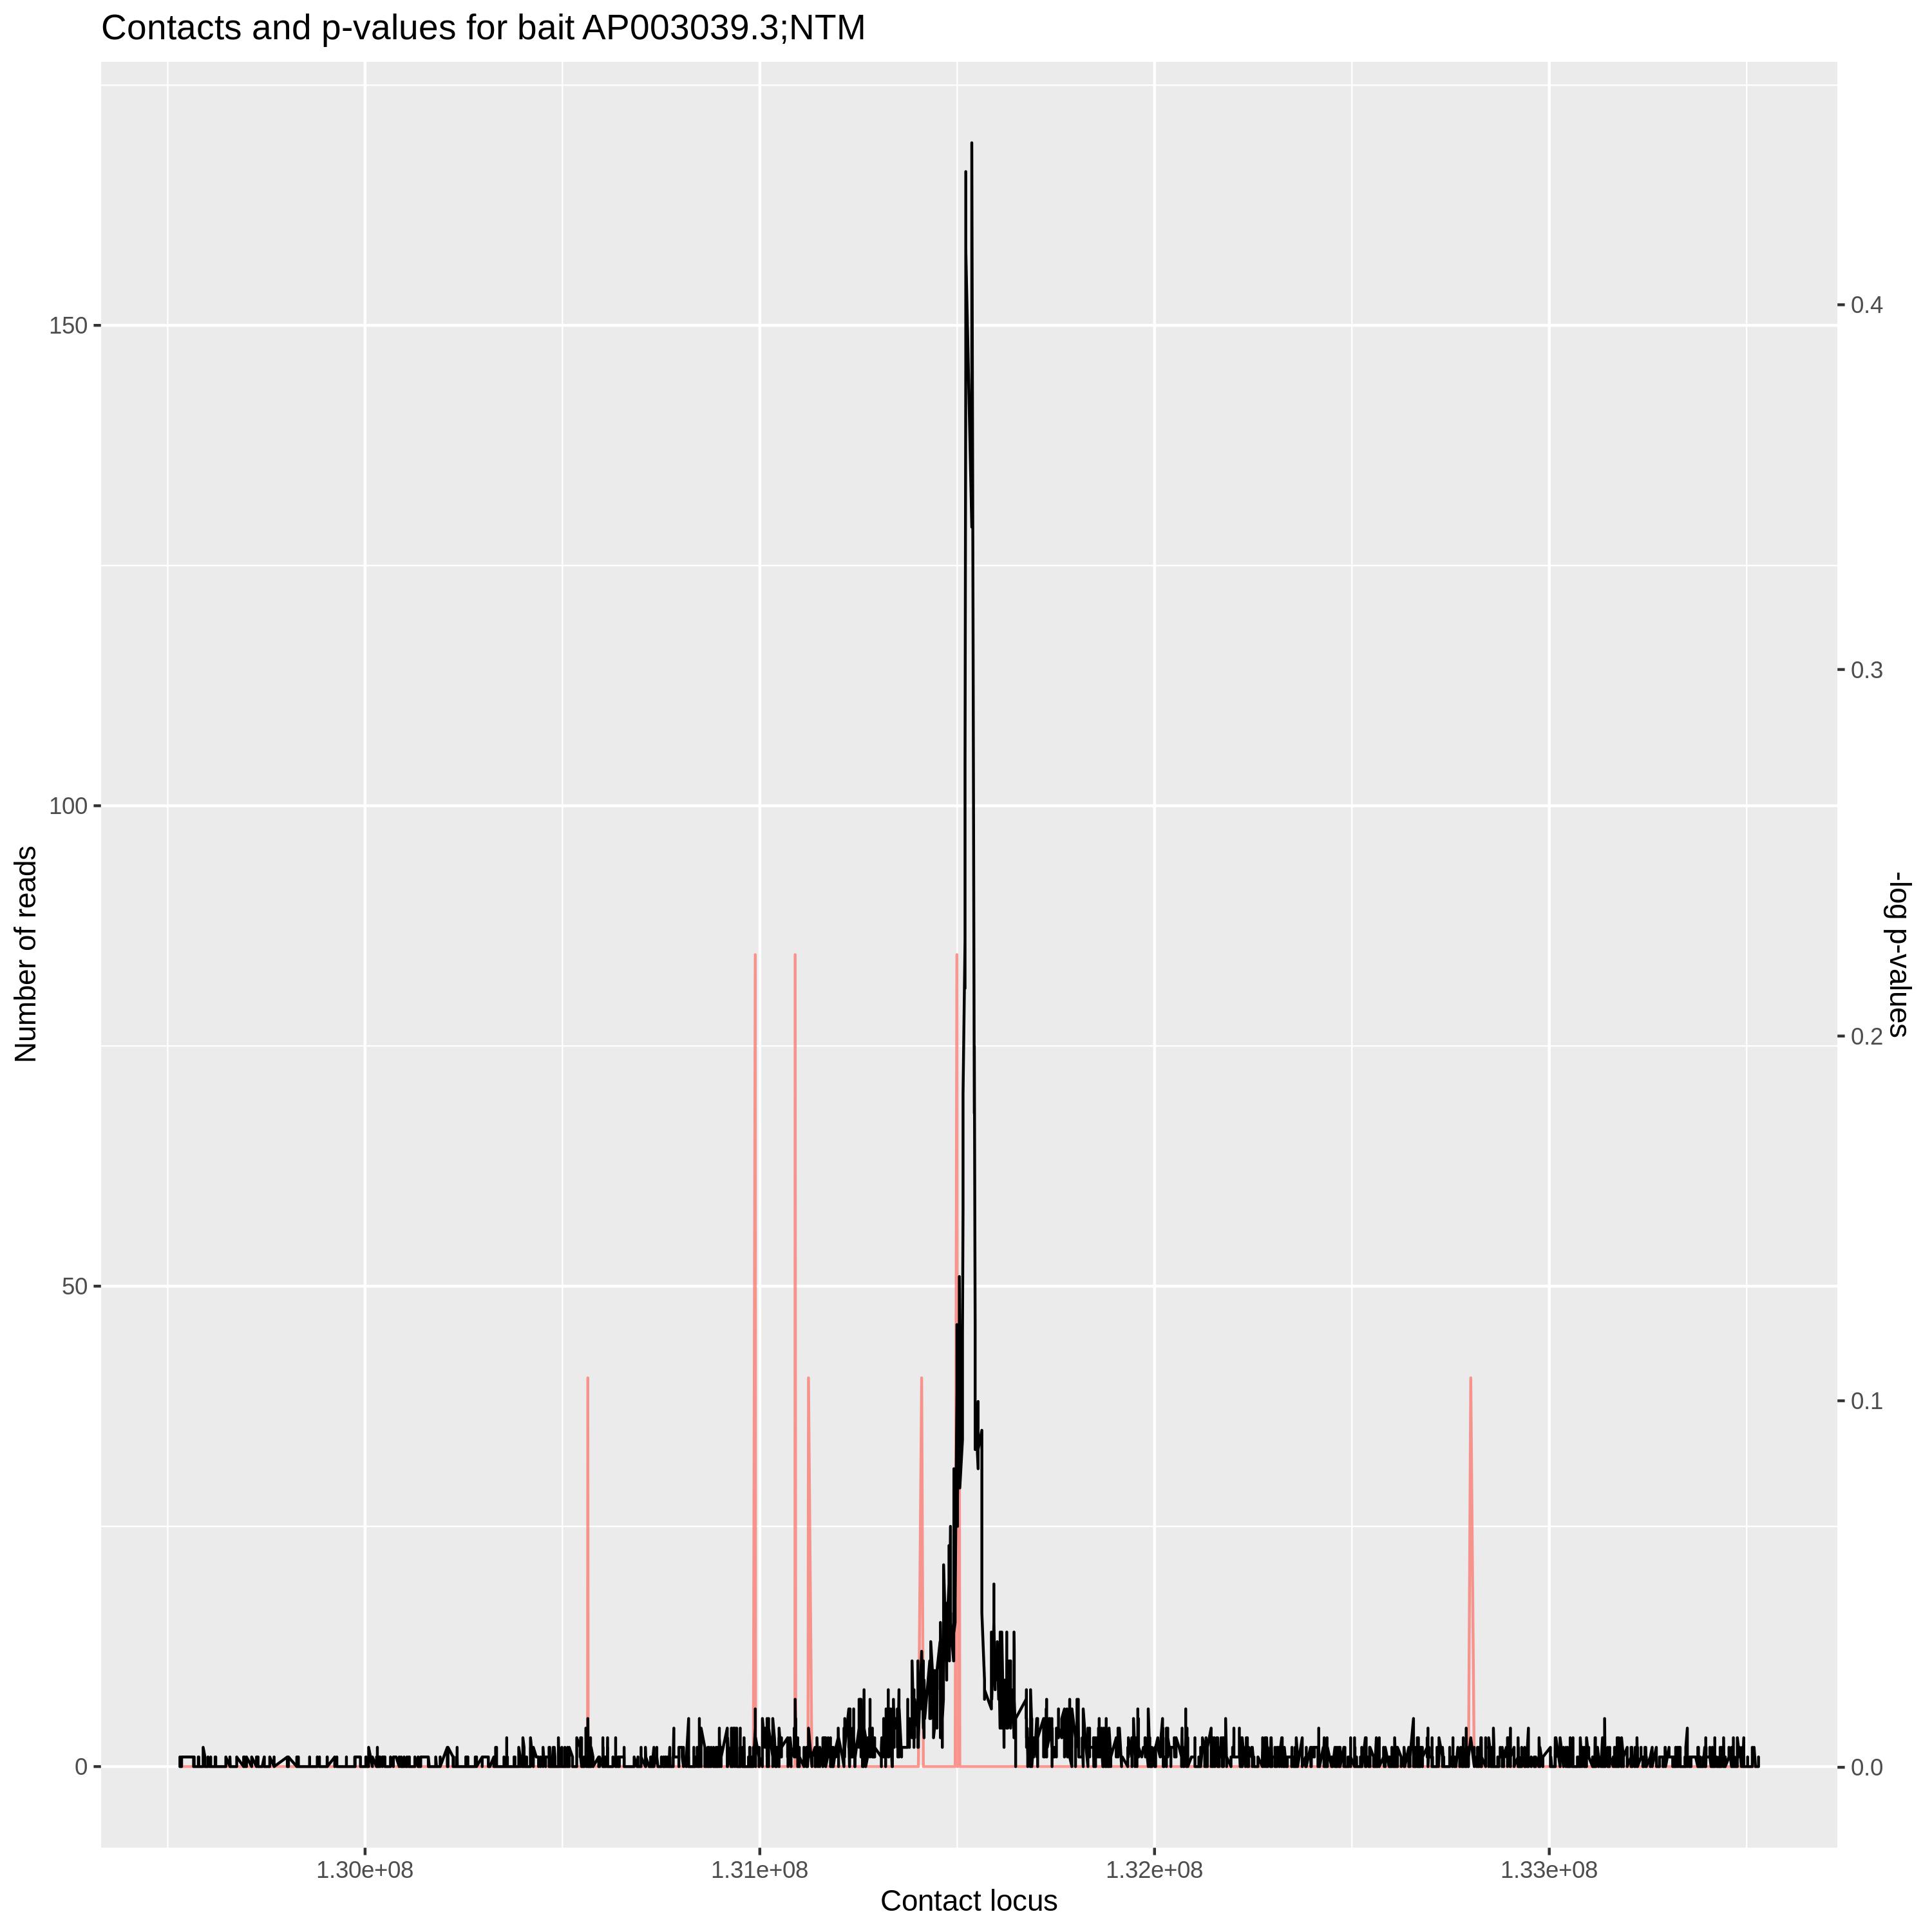 Contacts and p-values for bait AP003039.3;NTM
150
100
50
0
Number of reads
0.4
0.3
0.2
0.1
0.0
-log p-values
1.30e+08
1.31e+08
1.32e+08
1.33e+08
Contact locus